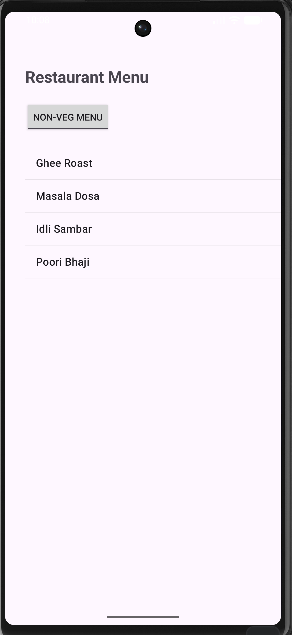 Restaurant Menu
NON-VEG MENU
Ghee Roast
Masala Dosa
Idli Sambar
Poori Bhaji